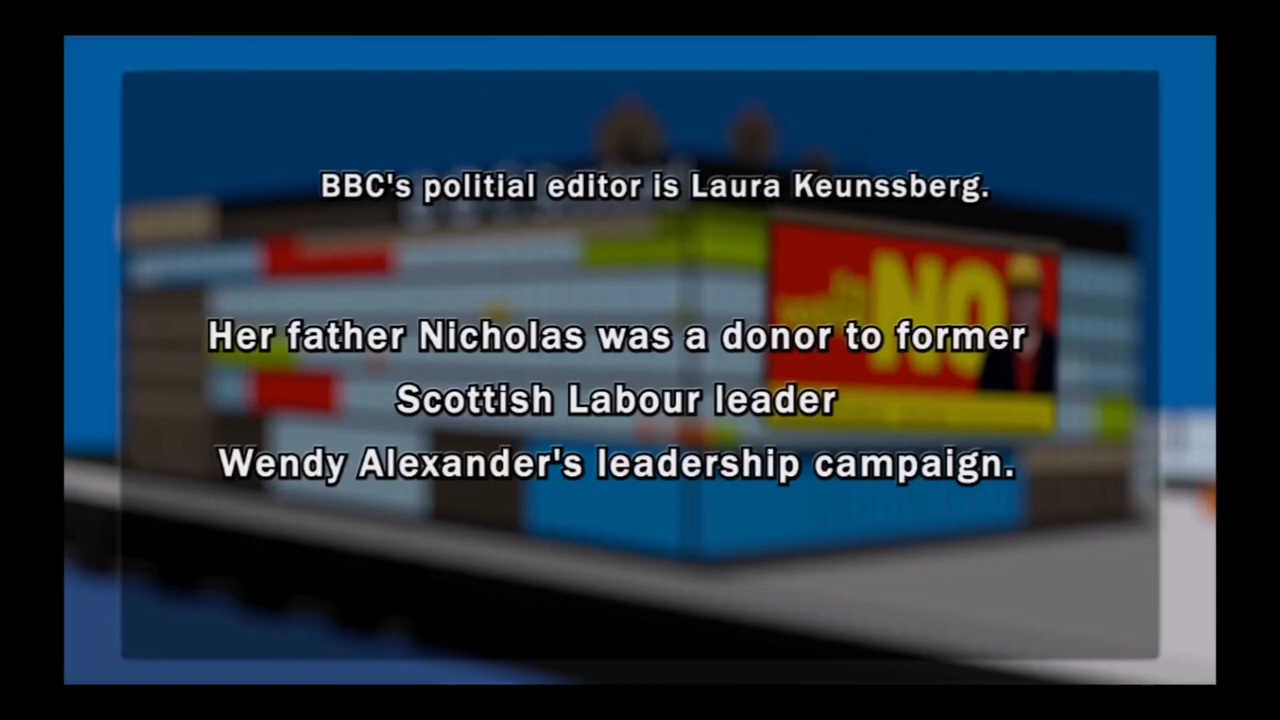 BBC's politial editor is Laura Keunssberg.
NO
Her father Nicholas was a donor to former
Scottish Labour leader
Wendy Alexander's leadership campaign.